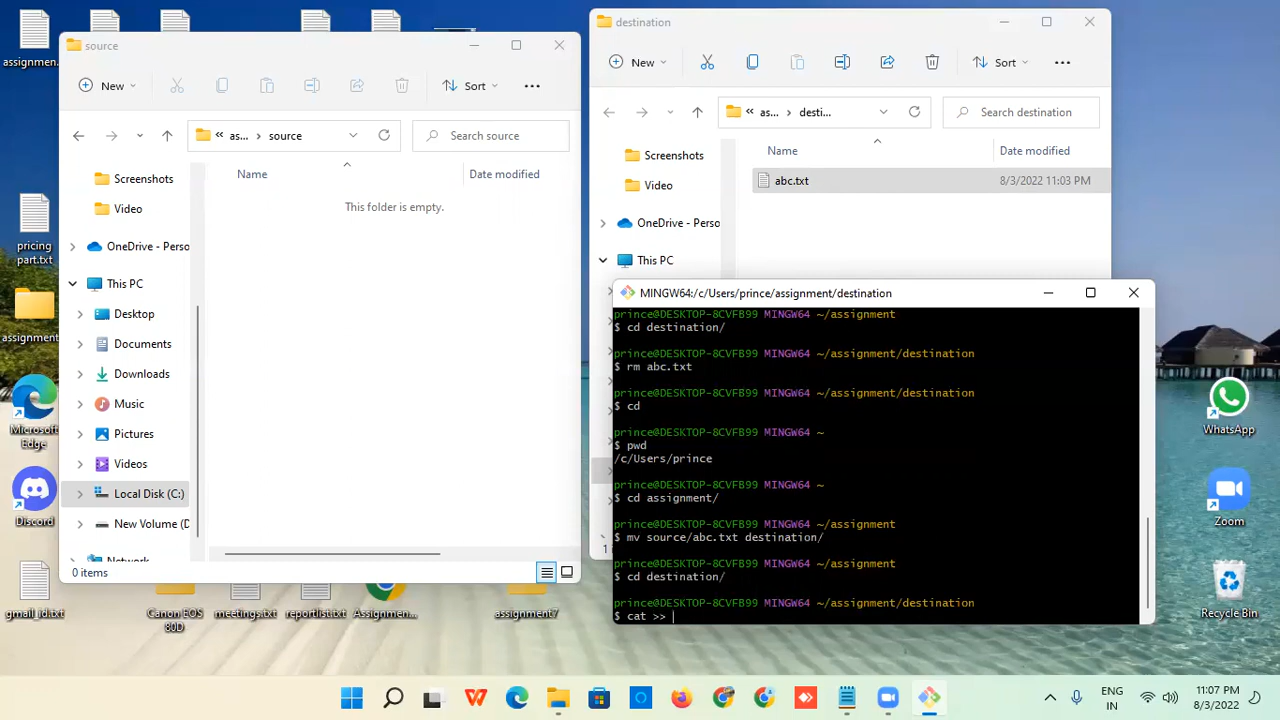 assignmen.
source
New
Sort
as...
source
Search source
Name
Date modified
This folder is empty.
Screenshots
Video
OneDrive - Perso
This PC
Desktop
Documents
Downloads
Music
Pictures
Videos
Local Disk (C:)
New Volume (D
Network
0 items
destination
New
Sort
as...
desti...
Search destination
Name
Date modified
abc.txt
8/3/2022 11:03 PM
Screenshots
Video
OneDrive - Perso
This PC
MINGW64:/c/Users/prince/assignment/destination
prince@DESKTOP-8CVFB99 MINGW64 ~/assignment
$ cd destination/
prince@DESKTOP-8CVFB99 MINGW64 ~/assignment/destination
$ rm abc.txt
prince@DESKTOP-8CVFB99 MINGW64 ~/assignment/destination
$ cd
prince@DESKTOP-8CVFB99 MINGW64 ~
$ pwd
/c/Users/prince
prince@DESKTOP-8CVFB99 MINGW64 ~
$ cd assignment/
prince@DESKTOP-8CVFB99 MINGW64 ~/assignment
$ mv source/abc.txt destination/
prince@DESKTOP-8CVFB99 MINGW64 ~/assignment
$ cd destination/
prince@DESKTOP-8CVFB99 MINGW64 ~/assignment/destination
$ cat >>
pricing
part.txt
assignment
Microsoft
Edge
Discord
gmail_id.txt
Canon EOS
80D
meetings.txt
reportlist.txt
Assignmen...
assignment7
WhatsApp
Zoom
Recycle Bin
ENG
IN
11:07 PM
8/3/2022